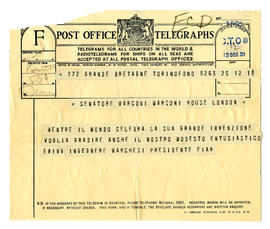 F
POST OFFICE TELEGRAPHS
TELEGRAMS FOR ALL COUNTRIES IN THE WORLD &
RADIOTELEGRAMS FOR SHIPS ON ALL SEAS ARE
ACCEPTED AT ALL POSTAL TELEGRAPH OFFICES
272 GRANDE BRETAGNE TORINOFONO 5263 25 12 18
SENATORE MARCONI MARCONI HOUSE LONDON
MENTRE IL MONDO CELEBRA LA SUA GRANDE INVENZIONE
VOGLIA GRADIRE ANCHE IL NOSTRO MODESTO ENTUSIASTICO
EVIVA INGEGNERE MARCHESI PRESIDENTE FIAR